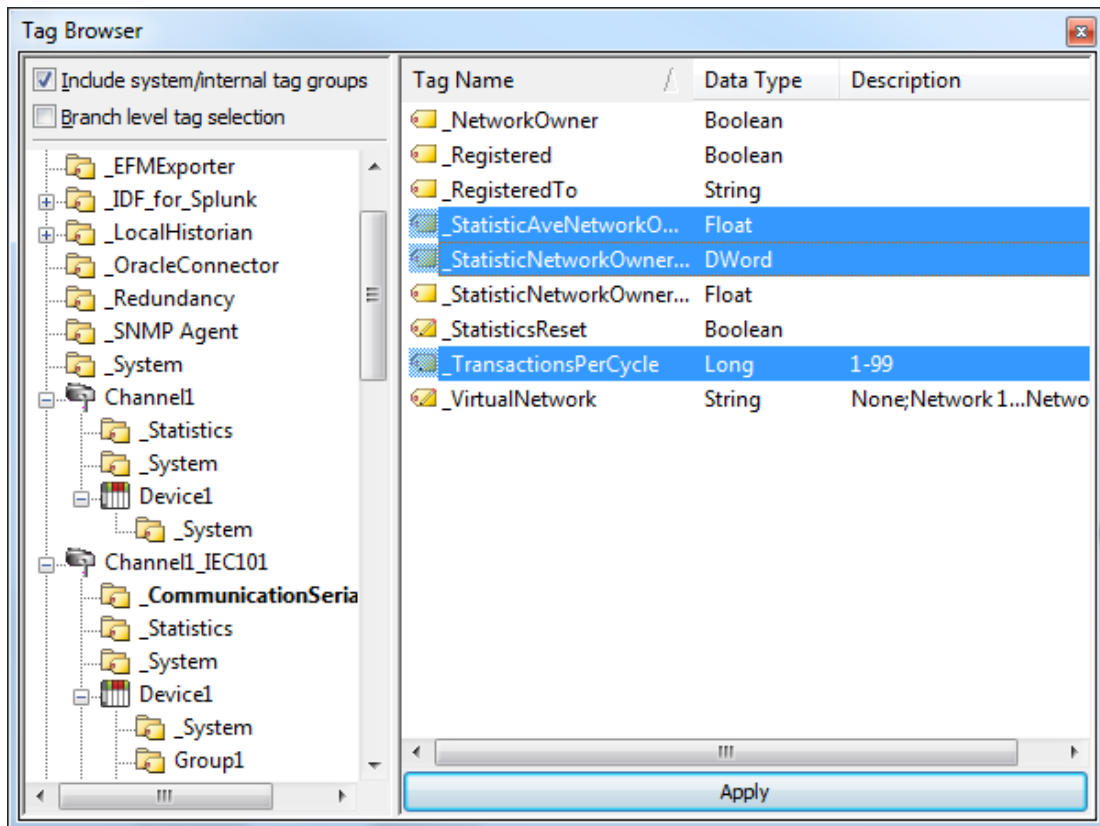 Tag Browser
Include system/internal tag groups
Branch level tag selection
_EFMExporter
_IDF_for_Splunk
_LocalHistorian
_OracleConnector
_Redundancy
_SNMP Agent
_System
Channel1
_Statistics
_System
Device1
_System
Channel1_IEC101
_CommunicationSeria
_Statistics
_System
Device1
_System
Group1
Tag Name Data Type Description
_NetworkOwner Boolean
_Registered Boolean
_RegisteredTo String
_StatisticAveNetworkO... Float
_StatisticNetworkOwner... DWord
_StatisticNetworkOwner... Float
_StatisticsReset Boolean
_TransactionsPerCycle Long 1-99
_VirtualNetwork String None;Network 1...Netwo
Apply